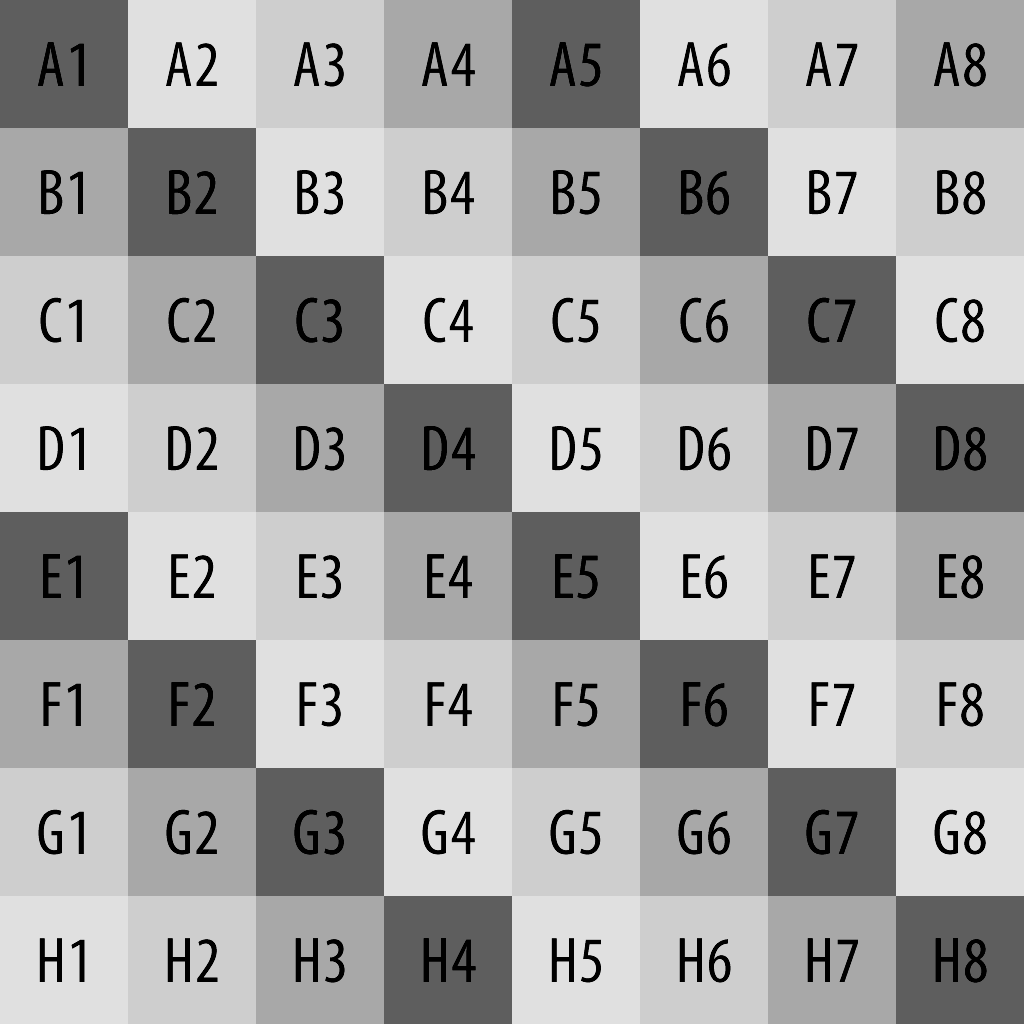 A1 A2 A3 A4 A5 A6 A7 A8
B1 B2 B3 B4 B5 B6 B7 B8
C1 C2 C3 C4 C5 C6 C7 C8
D1 D2 D3 D4 D5 D6 D7 D8
E1 E2 E3 E4 E5 E6 E7 E8
F1 F2 F3 F4 F5 F6 F7 F8
G1 G2 G3 G4 G5 G6 G7 G8
H1 H2 H3 H4 H5 H6 H7 H8